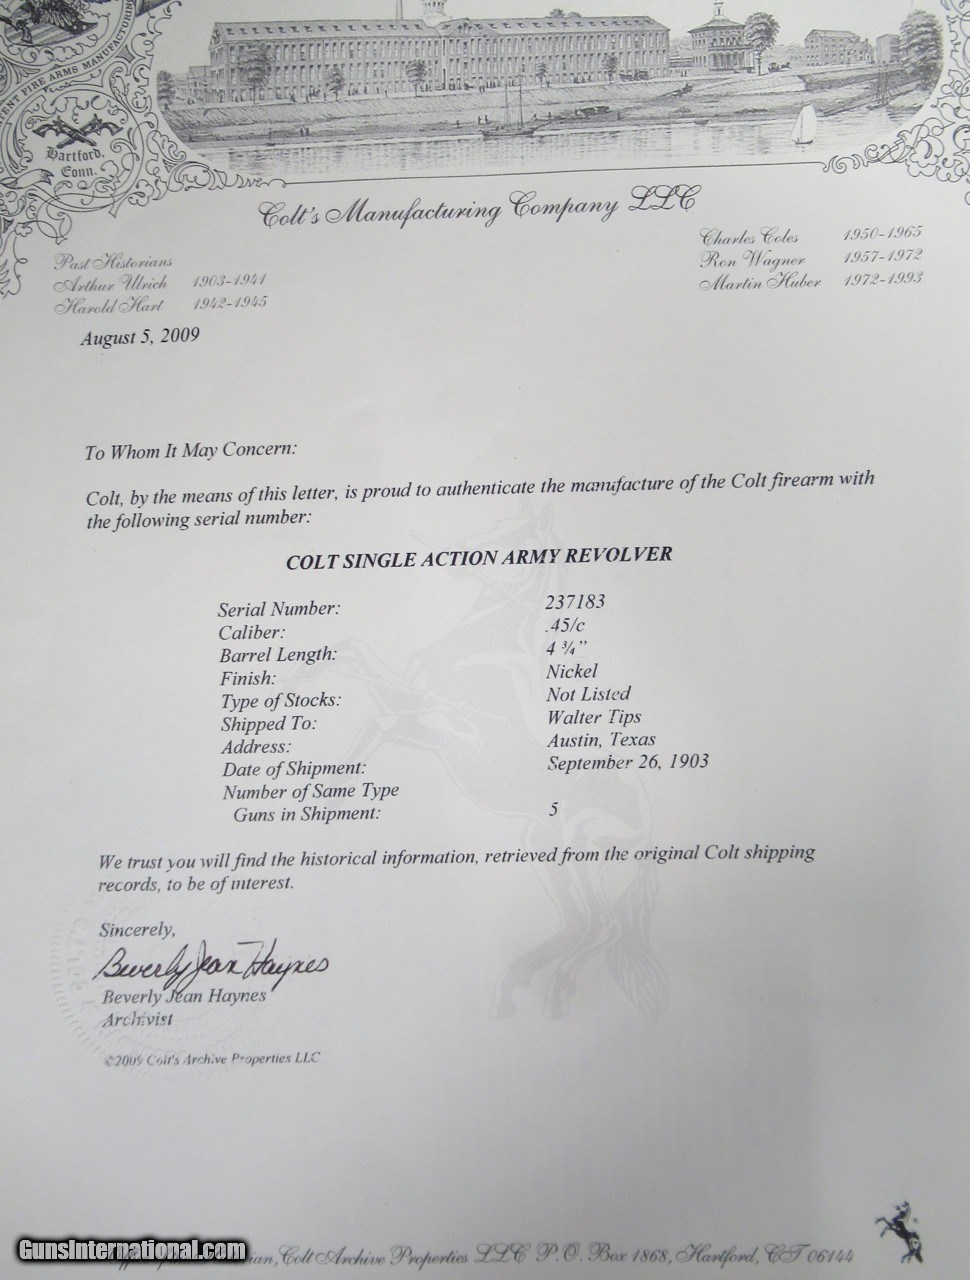 FIRE ARMS MANUFACTURING
Hartford,
Conn.
Colt's Manufacturing Company LLC
Past Historians
Arthur Ulrich 1903-1941
Harold Hart 1942-1945
Charles Coles 1950-1965
Ron Wagner 1957-1972
Martin Huber 1972-1993
August 5, 2009
To Whom It May Concern:
Colt, by the means of this letter, is proud to authenticate the manufacture of the Colt firearm with
the following serial number:
COLT SINGLE ACTION ARMY REVOLVER
Serial Number: 237183
Caliber: .45/c
Barrel Length: 4 ¾"
Finish: Nickel
Type of Stocks: Not Listed
Shipped To: Walter Tips
Address: Austin, Texas
Date of Shipment: September 26, 1903
Number of Same Type
Guns in Shipment: 5
We trust you will find the historical information, retrieved from the original Colt shipping
records, to be of interest.
Sincerely,
Beverly Jean Haynes
Beverly Jean Haynes
Archivist
©2009 Colt's Archive Properties LLC
GunsInternational.com
Colt Archive Properties LLC P.O. Box 1868, Hartford, CT 06144